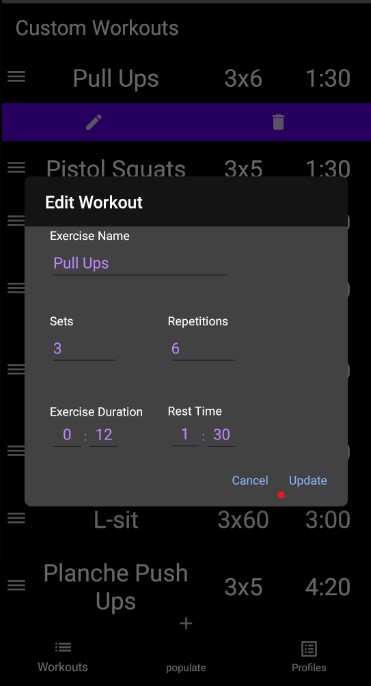 Custom Workouts
Pull Ups 3x6 1:30
Pistol Squats 3x5 1:30
Edit Workout
Exercise Name
Pull Ups
Sets Repetitions
3 6
Exercise Duration Rest Time
0 : 12 1 : 30
Cancel Update
L-sit 3x60 3:00
Planche Push
Ups 3x5 4:20
+
Workouts populate Profiles